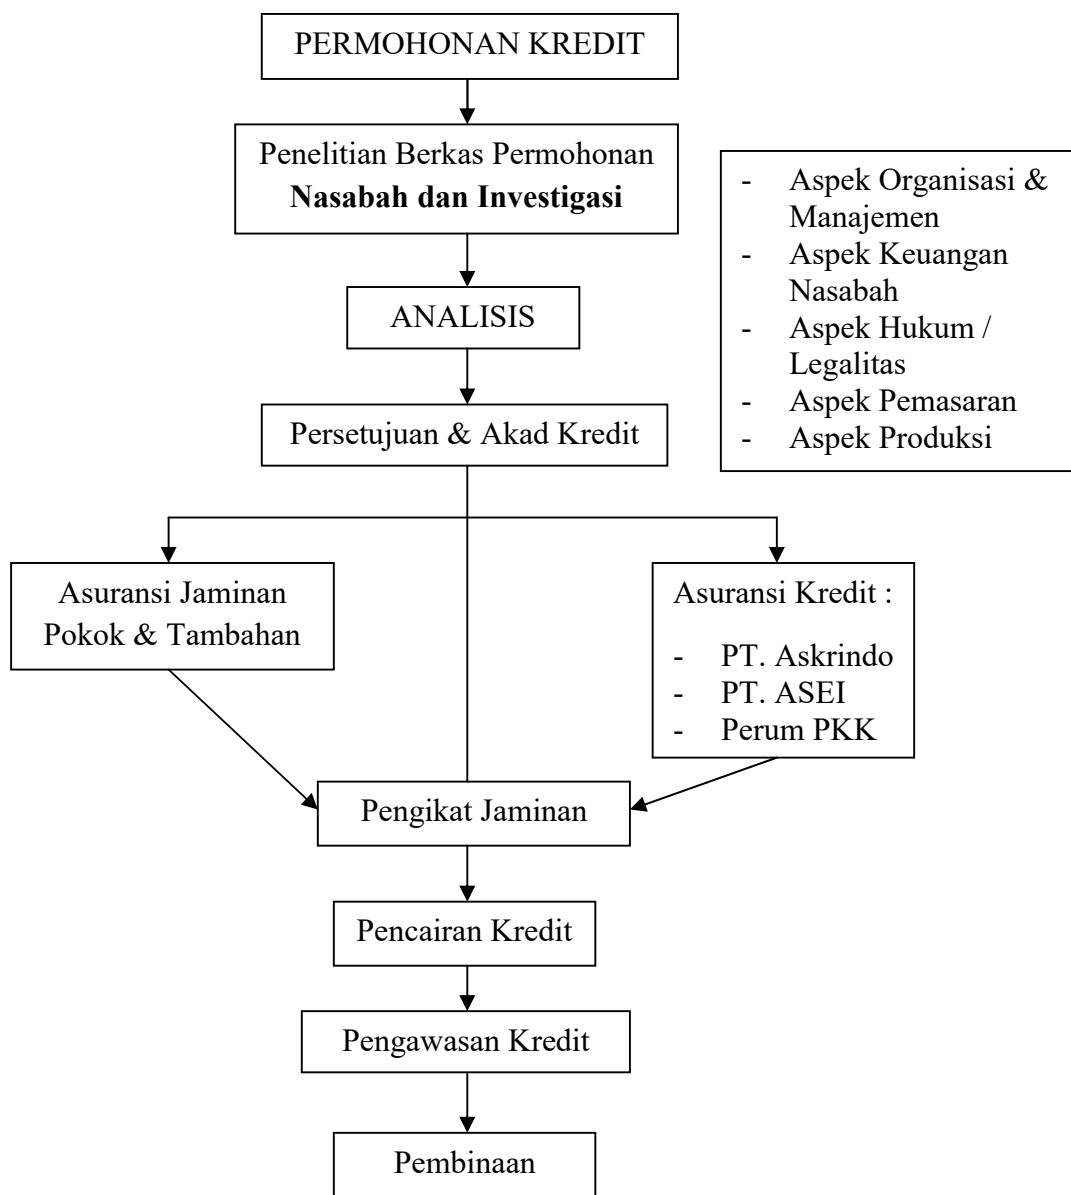 PERMOHONAN KREDIT
Penelitian Berkas Permohonan
Nasabah dan Investigasi
- Aspek Organisasi &
Manajemen
- Aspek Keuangan
Nasabah
- Aspek Hukum /
Legalitas
- Aspek Pemasaran
- Aspek Produksi
ANALISIS
Persetujuan & Akad Kredit
Asuransi Jaminan
Pokok & Tambahan
Asuransi Kredit :
- PT. Askrindo
- PT. ASEI
- Perum PKK
Pengikat Jaminan
Pencairan Kredit
Pengawasan Kredit
Pembinaan